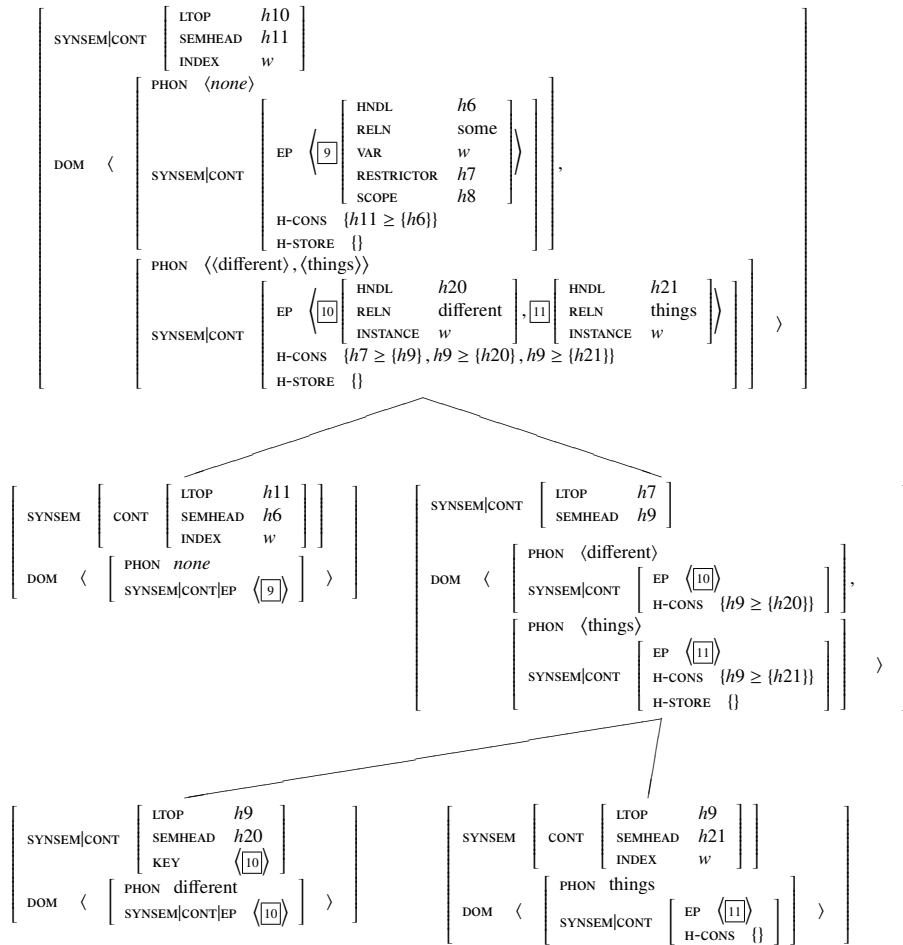 LTOP h10
SYNSEM|CONT SEMHEAD h11
INDEX w
PHON ⟨none⟩
HNDL h6
RELN some
EP ⟨ 9 VAR w ⟩
DOM ⟨ SYNSEM|CONT RESTRICTOR h7 ,
SCOPE h8
H-CONS {h11 ≥ {h6}}
H-STORE {}
PHON ⟨⟨different⟩ , ⟨things⟩⟩
HNDL h20 HNDL h21
EP ⟨ 10 RELN different , 11 RELN things ⟩
SYNSEM|CONT INSTANCE w INSTANCE w ⟩
H-CONS {h7 ≥ {h9} , h9 ≥ {h20} , h9 ≥ {h21}}
H-STORE {}
LTOP h11
SYNSEM CONT SEMHEAD h6
INDEX w
DOM ⟨ PHON none ⟩
SYNSEM|CONT|EP ⟨ 9 ⟩
SYNSEM|CONT LTOP h7
SEMHEAD h9
PHON ⟨different⟩
DOM ⟨ SYNSEM|CONT EP ⟨ 10 ⟩ ,
H-CONS {h9 ≥ {h20}}
PHON ⟨things⟩
EP ⟨ 11 ⟩
SYNSEM|CONT H-CONS {h9 ≥ {h21}} ⟩
H-STORE {}
LTOP h9
SYNSEM|CONT SEMHEAD h20
KEY ⟨ 10 ⟩
DOM ⟨ PHON different ⟩
SYNSEM|CONT|EP ⟨ 10 ⟩
LTOP h9
SYNSEM CONT SEMHEAD h21
INDEX w
PHON things
DOM ⟨ SYNSEM|CONT EP ⟨ 11 ⟩ ⟩
H-CONS {}